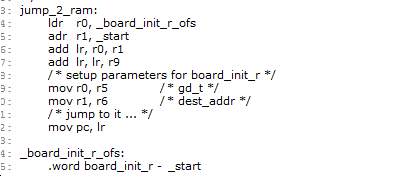 3: jump_2_ram:
4: ldr r0, _board_init_r_ofs
5: adr r1, _start
6: add lr, r0, r1
7: add lr, lr, r9
8: /* setup parameters for board_init_r */
9: mov r0, r5 /* gd_t */
0: mov r1, r6 /* dest_addr */
1: /* jump to it ... */
2: mov pc, lr
3:
4: _board_init_r_ofs:
5: .word board_init_r - _start